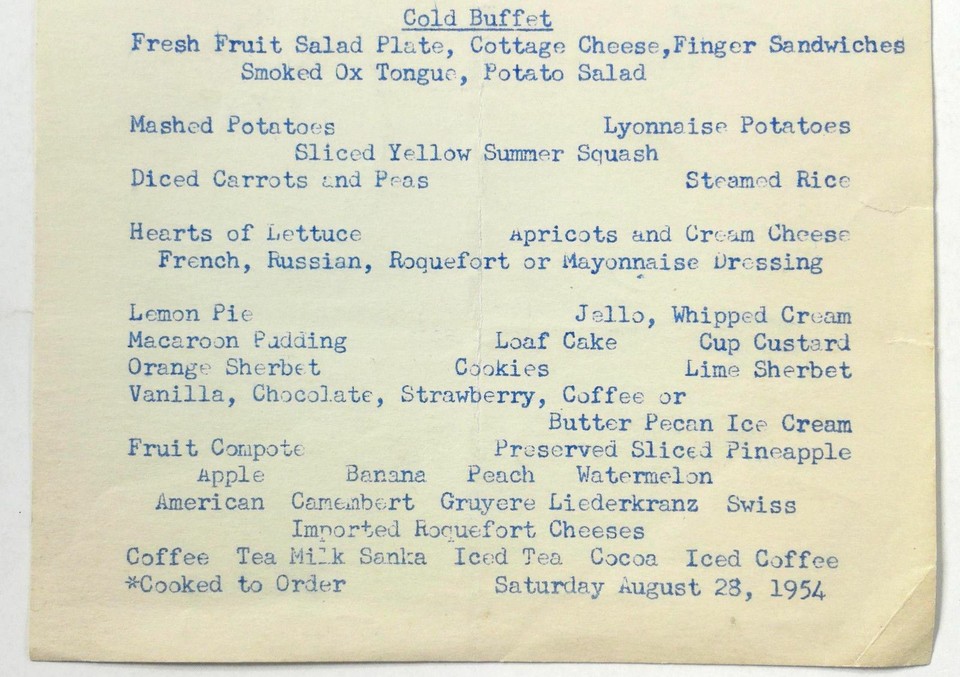 Cold Buffet
Fresh Fruit Salad Plate, Cottage Cheese,Finger Sandwiches
Smoked Ox Tongue, Potato Salad
Mashed Potatoes Lyonnaise Potatoes
Sliced Yellow Summer Squash
Diced Carrots and Peas Steamed Rice
Hearts of Lettuce Apricots and Cream Cheese
French, Russian, Roquefort or Mayonnaise Dressing
Lemon Pie Jello, Whipped Cream
Macaroon Pudding Loaf Cake Cup Custard
Orange Sherbet Cookies Lime Sherbet
Vanilla, Chocolate, Strawberry, Coffee or
Butter Pecan Ice Cream
Fruit Compote Preserved Sliced Pineapple
Apple Banana Peach Watermelon
American Camembert Gruyere Liederkranz Swiss
Imported Roquefort Cheeses
Coffee Tea Milk Sanka Iced Tea Cocoa Iced Coffee
*Cooked to Order Saturday August 28, 1954